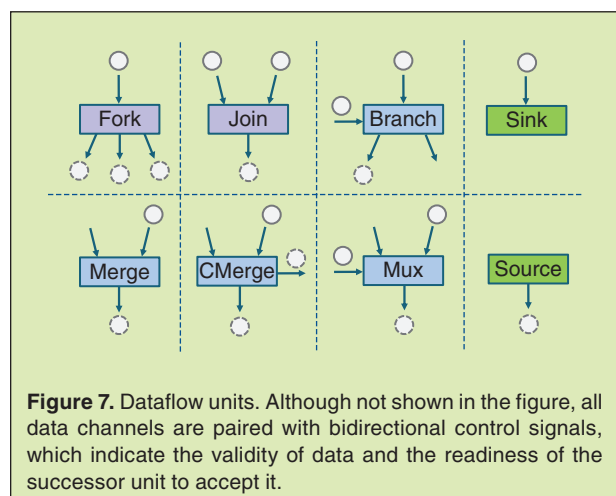 Fork
Join
Branch
Sink
Merge
CMerge
Mux
Source
Figure 7. Dataflow units. Although not shown in the figure, all
data channels are paired with bidirectional control signals,
which indicate the validity of data and the readiness of the
successor unit to accept it.